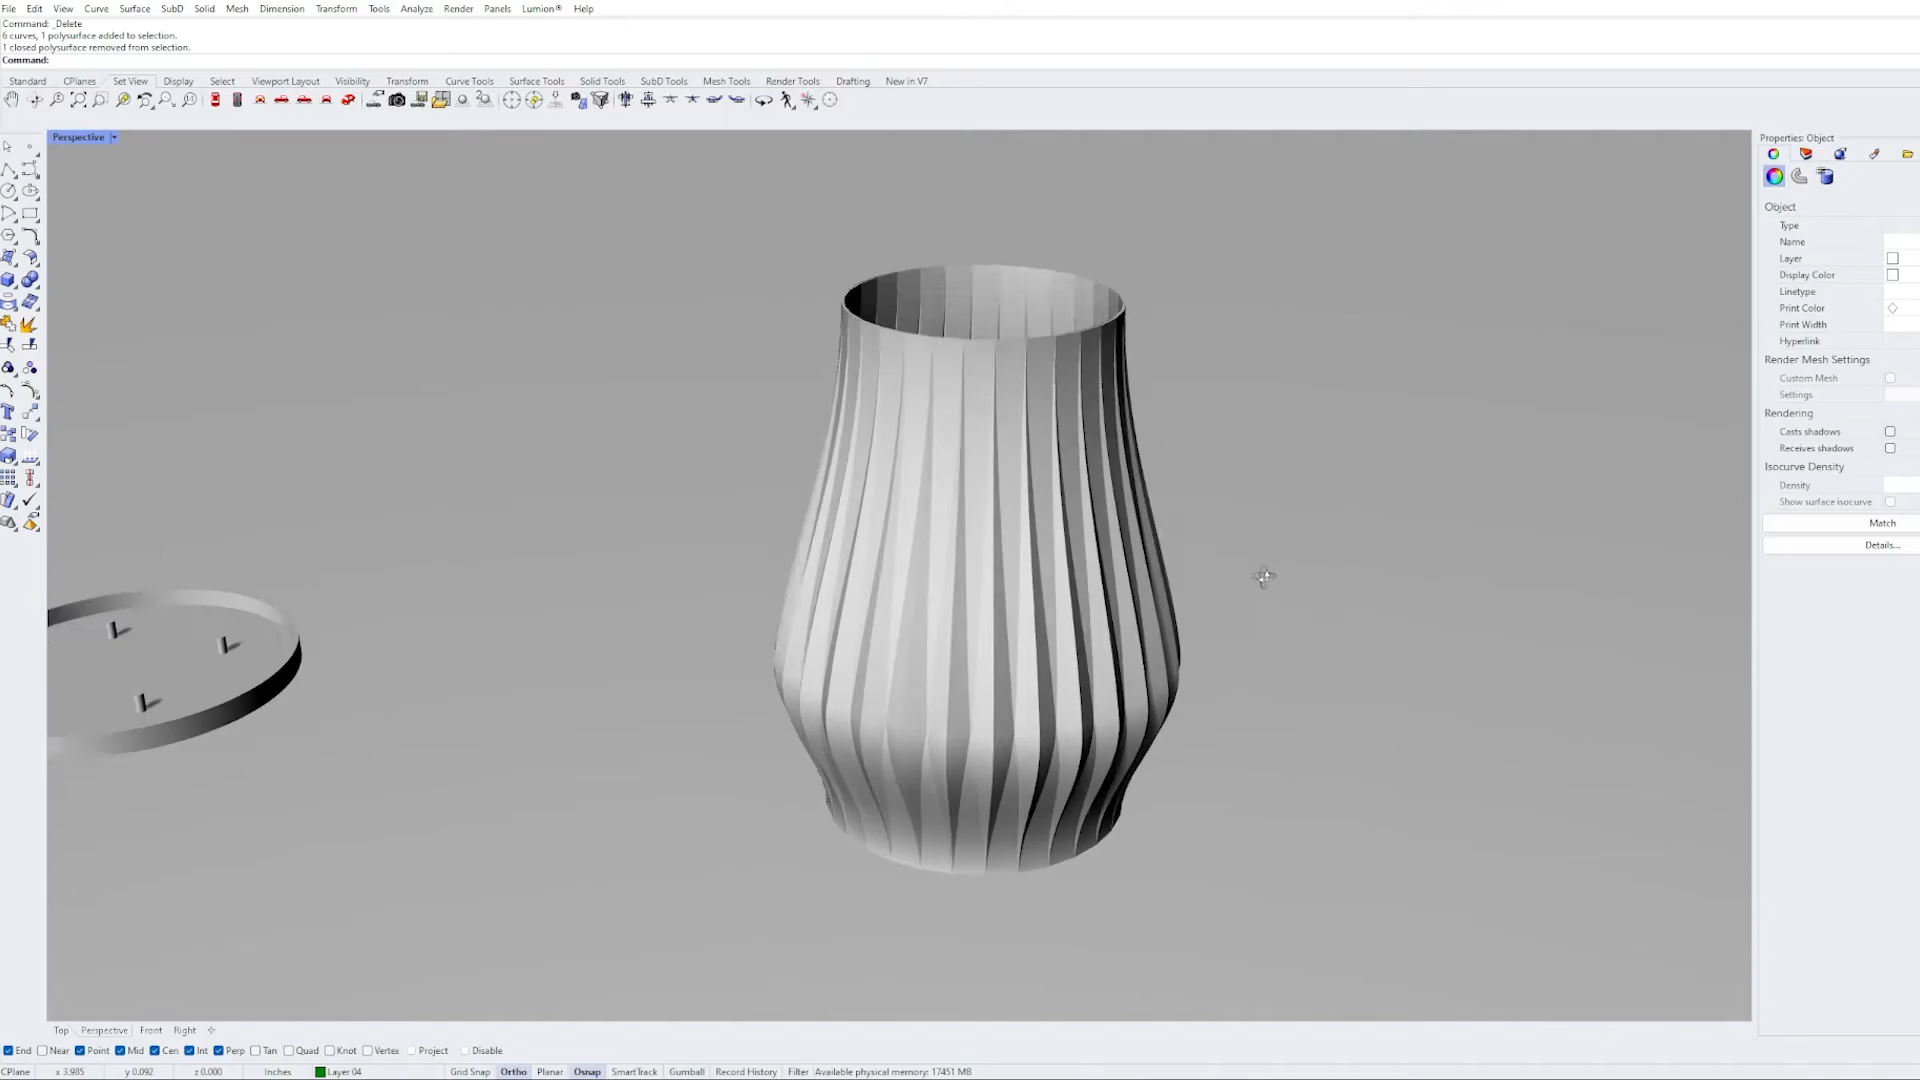 File Edit View Curve Surface SubD Solid Mesh Dimension Transform Tools Analyze Render Panels Lumion® Help
Command: _Delete
6 curves, 1 polysurface added to selection.
1 closed polysurface removed from selection.
Command:
Standard CPlanes Set View Display Select Viewport Layout Visibility Transform Curve Tools Surface Tools Solid Tools SubD Tools Mesh Tools Render Tools Drafting New in V7
Perspective
Properties: Object
Object
Type
Name
Layer
Display Color
Linetype
Print Color
Print Width
Hyperlink
Render Mesh Settings
Custom Mesh
Settings
Rendering
Casts shadows
Receives shadows
Isocurve Density
Density
Show surface isocurve
Match
Details...
Top Perspective Front Right
End Near Point Mid Cen Int Perp Tan Quad Knot Vertex Project Disable
CPlane x 3.985 y 0.092 z 0.000 Inches Layer 04 Grid Snap Ortho Planar Osnap SmartTrack Gumball Record History Filter Available physical memory: 17451 MB